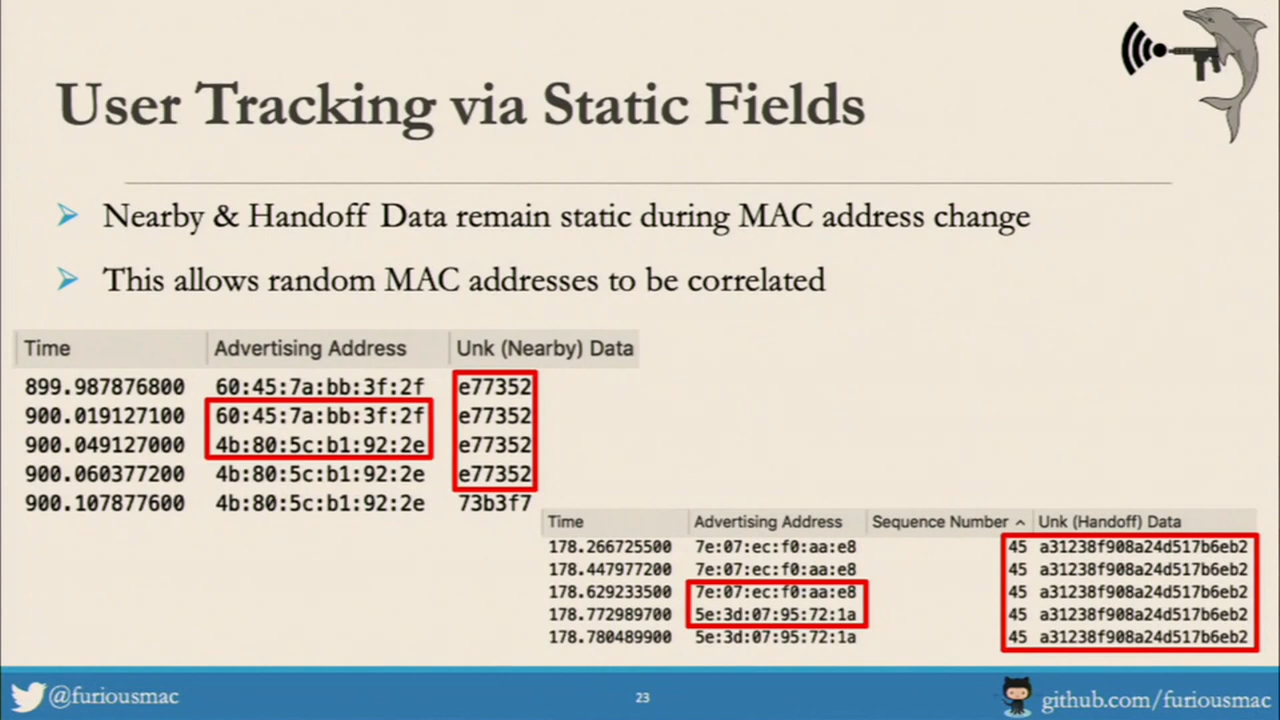 User Tracking via Static Fields
Nearby & Handoff Data remain static during MAC address change
This allows random MAC addresses to be correlated
Time Advertising Address Unk (Nearby) Data
899.987876800 60:45:7a:bb:3f:2f e77352
900.019127100 60:45:7a:bb:3f:2f e77352
900.049127000 4b:80:5c:b1:92:2e e77352
900.060377200 4b:80:5c:b1:92:2e e77352
900.107877600 4b:80:5c:b1:92:2e 73b3f7
Time Advertising Address Sequence Number Unk (Handoff) Data
178.266725500 7e:07:ec:f0:aa:e8 45 a31238f908a24d517b6eb2
178.447977200 7e:07:ec:f0:aa:e8 45 a31238f908a24d517b6eb2
178.629233500 7e:07:ec:f0:aa:e8 45 a31238f908a24d517b6eb2
178.772989700 5e:3d:07:95:72:1a 45 a31238f908a24d517b6eb2
178.780489900 5e:3d:07:95:72:1a 45 a31238f908a24d517b6eb2
@furiousmac 23 github.com/furiousmac